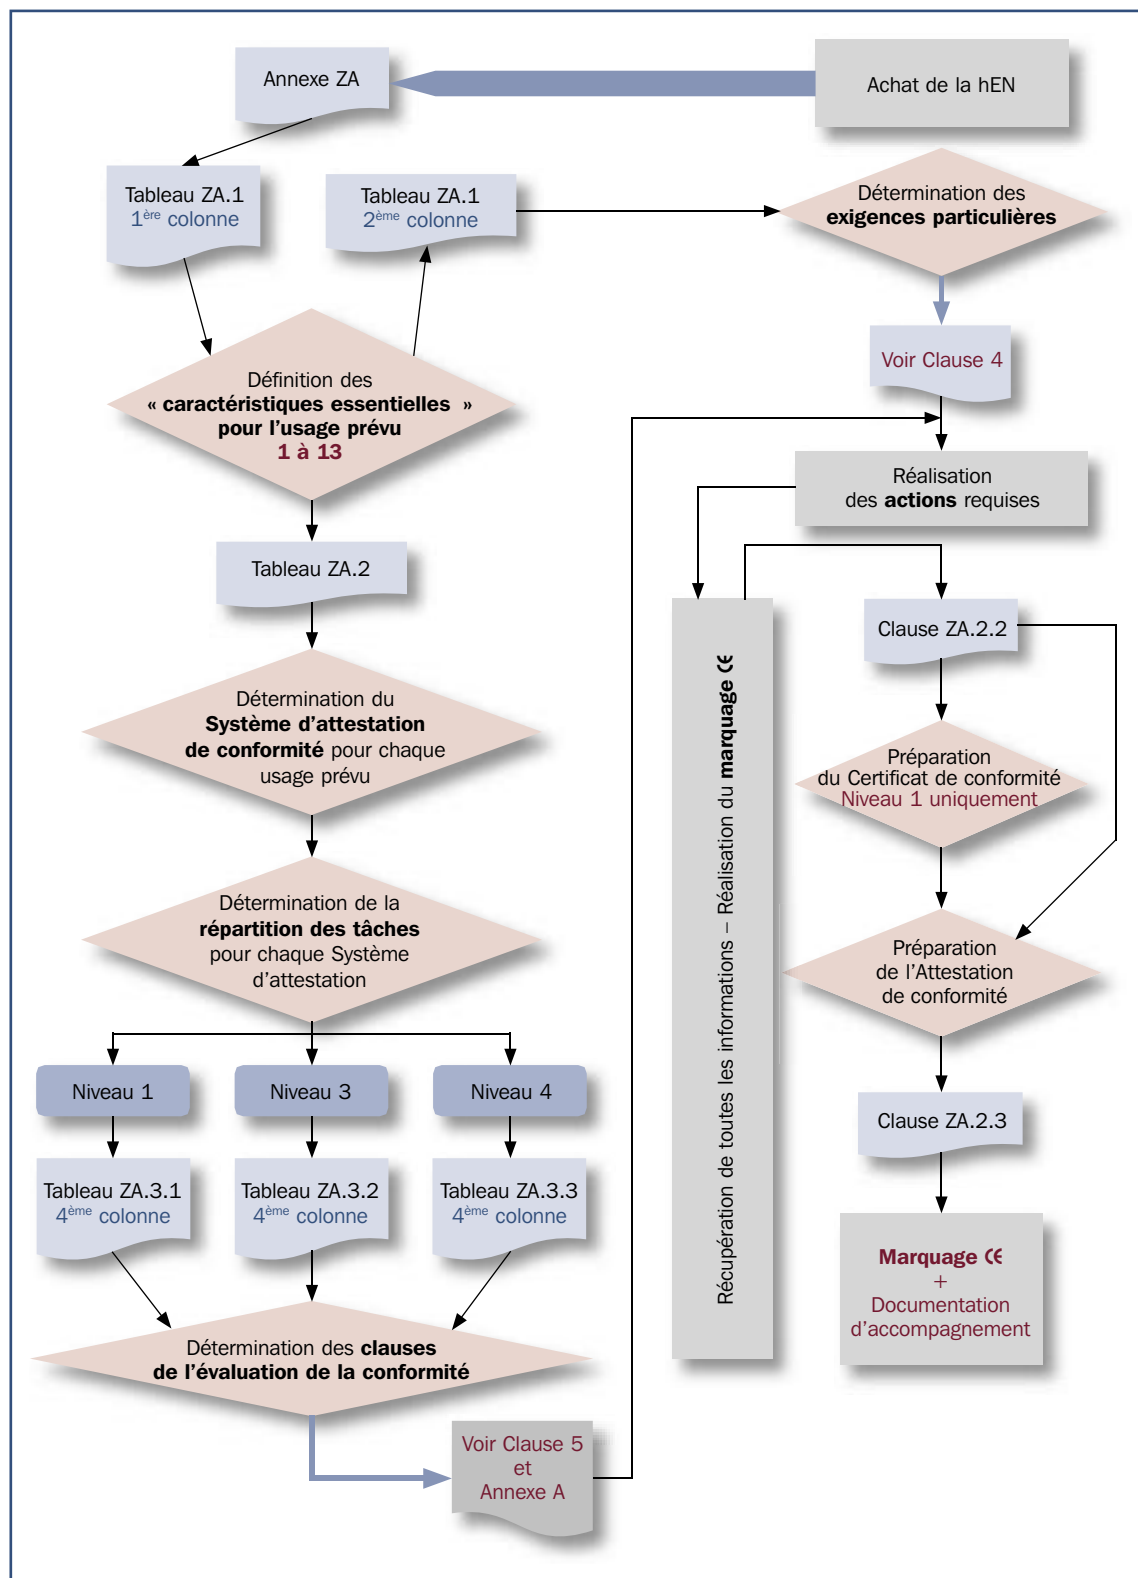 Achat de la hEN
Annexe ZA
Tableau ZA.1
1ère colonne
Tableau ZA.1
2ème colonne
Détermination des
exigences particulières
Voir Clause 4
Définition des
« caractéristiques essentielles »
pour l'usage prévu
1 à 13
Réalisation
des actions requises
Tableau ZA.2
Détermination du
Système d'attestation
de conformité pour chaque
usage prévu
Détermination de la
répartition des tâches
pour chaque Système
d'attestation
Niveau 1
Niveau 3
Niveau 4
Tableau ZA.3.1
4ème colonne
Tableau ZA.3.2
4ème colonne
Tableau ZA.3.3
4ème colonne
Détermination des clauses
de l'évaluation de la conformité
Voir Clause 5
et
Annexe A
Récupération de toutes les informations – Réalisation du marquage CE
Clause ZA.2.2
Préparation
du Certificat de conformité
Niveau 1 uniquement
Préparation
de l'Attestation
de conformité
Clause ZA.2.3
Marquage CE
+
Documentation
d'accompagnement